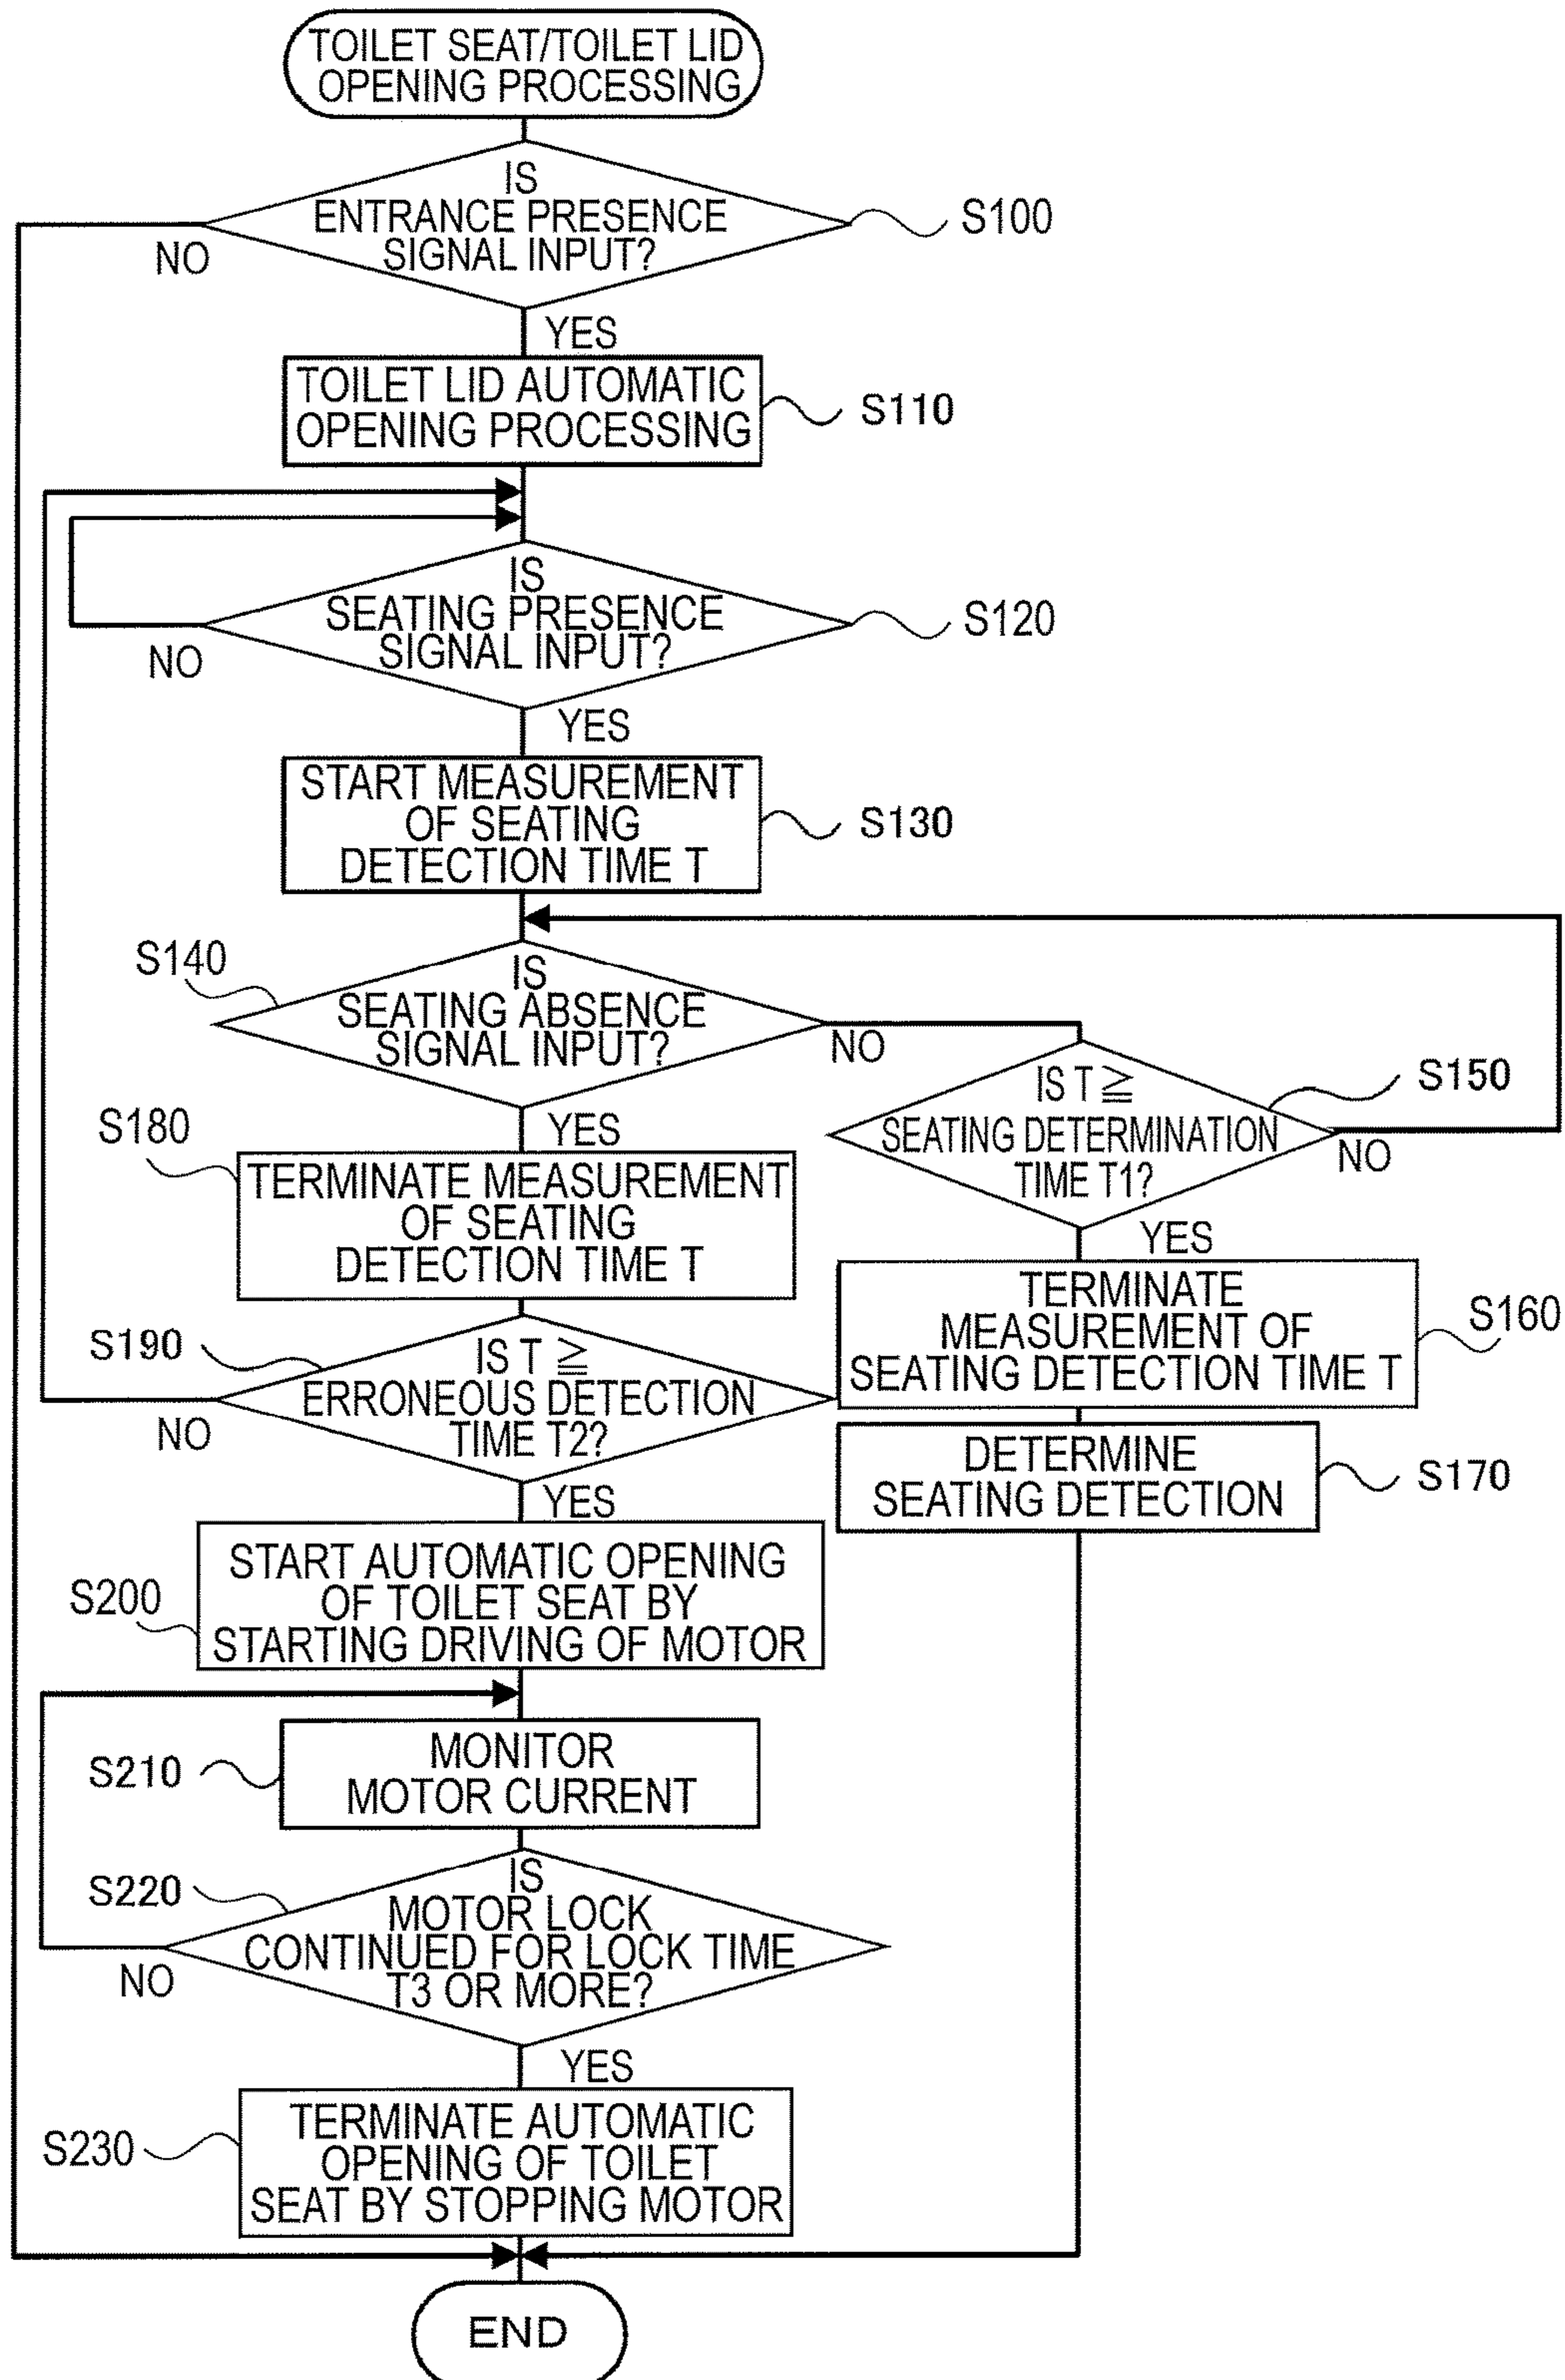 TOILET SEAT/TOILET LID
OPENING PROCESSING
IS
ENTRANCE PRESENCE
SIGNAL INPUT?
S100
NO
YES
TOILET LID AUTOMATIC
OPENING PROCESSING
S110
IS
SEATING PRESENCE
SIGNAL INPUT?
S120
NO
YES
START MEASUREMENT
OF SEATING
DETECTION TIME T
S130
S140
IS
SEATING ABSENCE
SIGNAL INPUT?
NO
YES
IS T ≧
SEATING DETERMINATION
TIME T1?
S150
NO
YES
S180
TERMINATE MEASUREMENT
OF SEATING
DETECTION TIME T
TERMINATE
MEASUREMENT OF
SEATING DETECTION TIME T
S160
S190
IS T ≧
ERRONEOUS DETECTION
TIME T2?
NO
YES
DETERMINE
SEATING DETECTION
S170
S200
START AUTOMATIC OPENING
OF TOILET SEAT BY
STARTING DRIVING OF MOTOR
S210
MONITOR
MOTOR CURRENT
S220
IS
MOTOR LOCK
CONTINUED FOR LOCK TIME
T3 OR MORE?
NO
YES
S230
TERMINATE AUTOMATIC
OPENING OF TOILET
SEAT BY STOPPING MOTOR
END